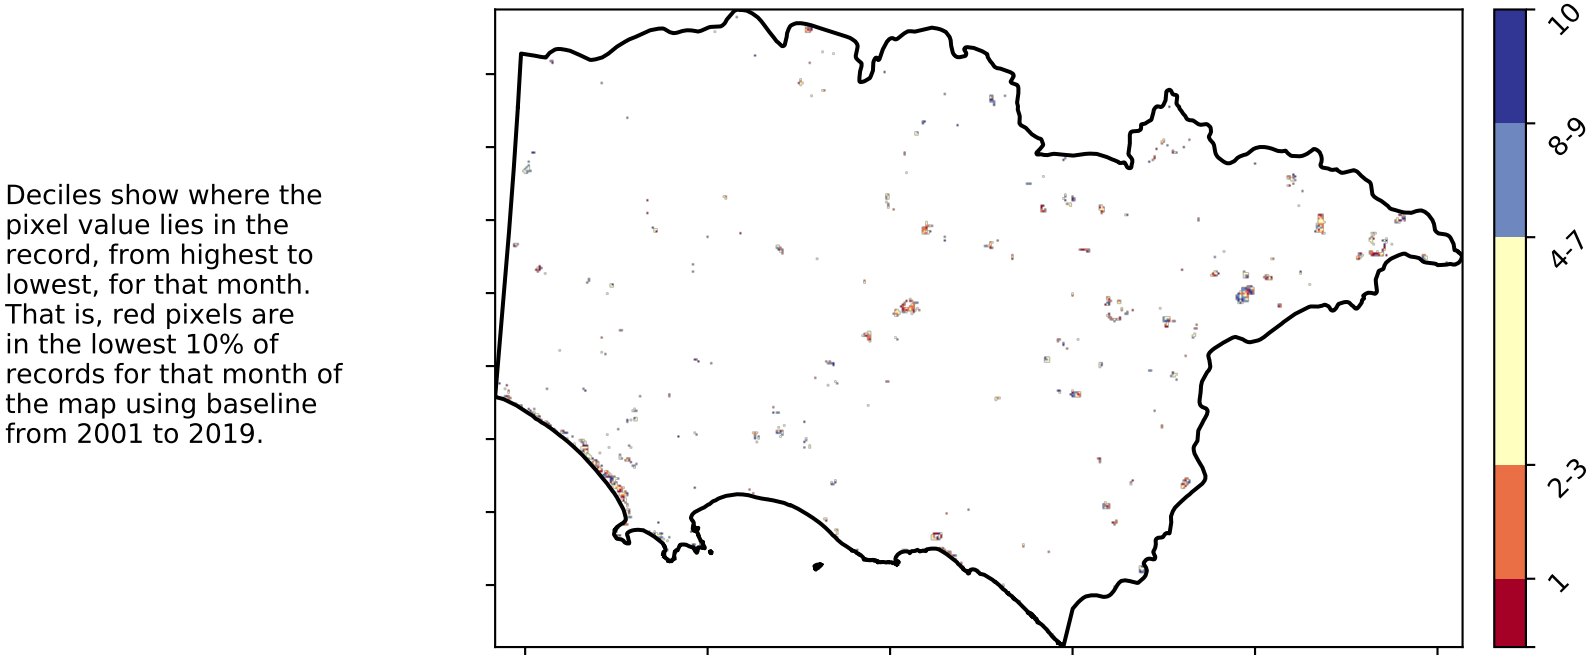 Deciles show where the
pixel value lies in the
record, from highest to
lowest, for that month.
That is, red pixels are
in the lowest 10% of
records for that month of
the map using baseline
from 2001 to 2019.
10
8-9
4-7
2-3
1